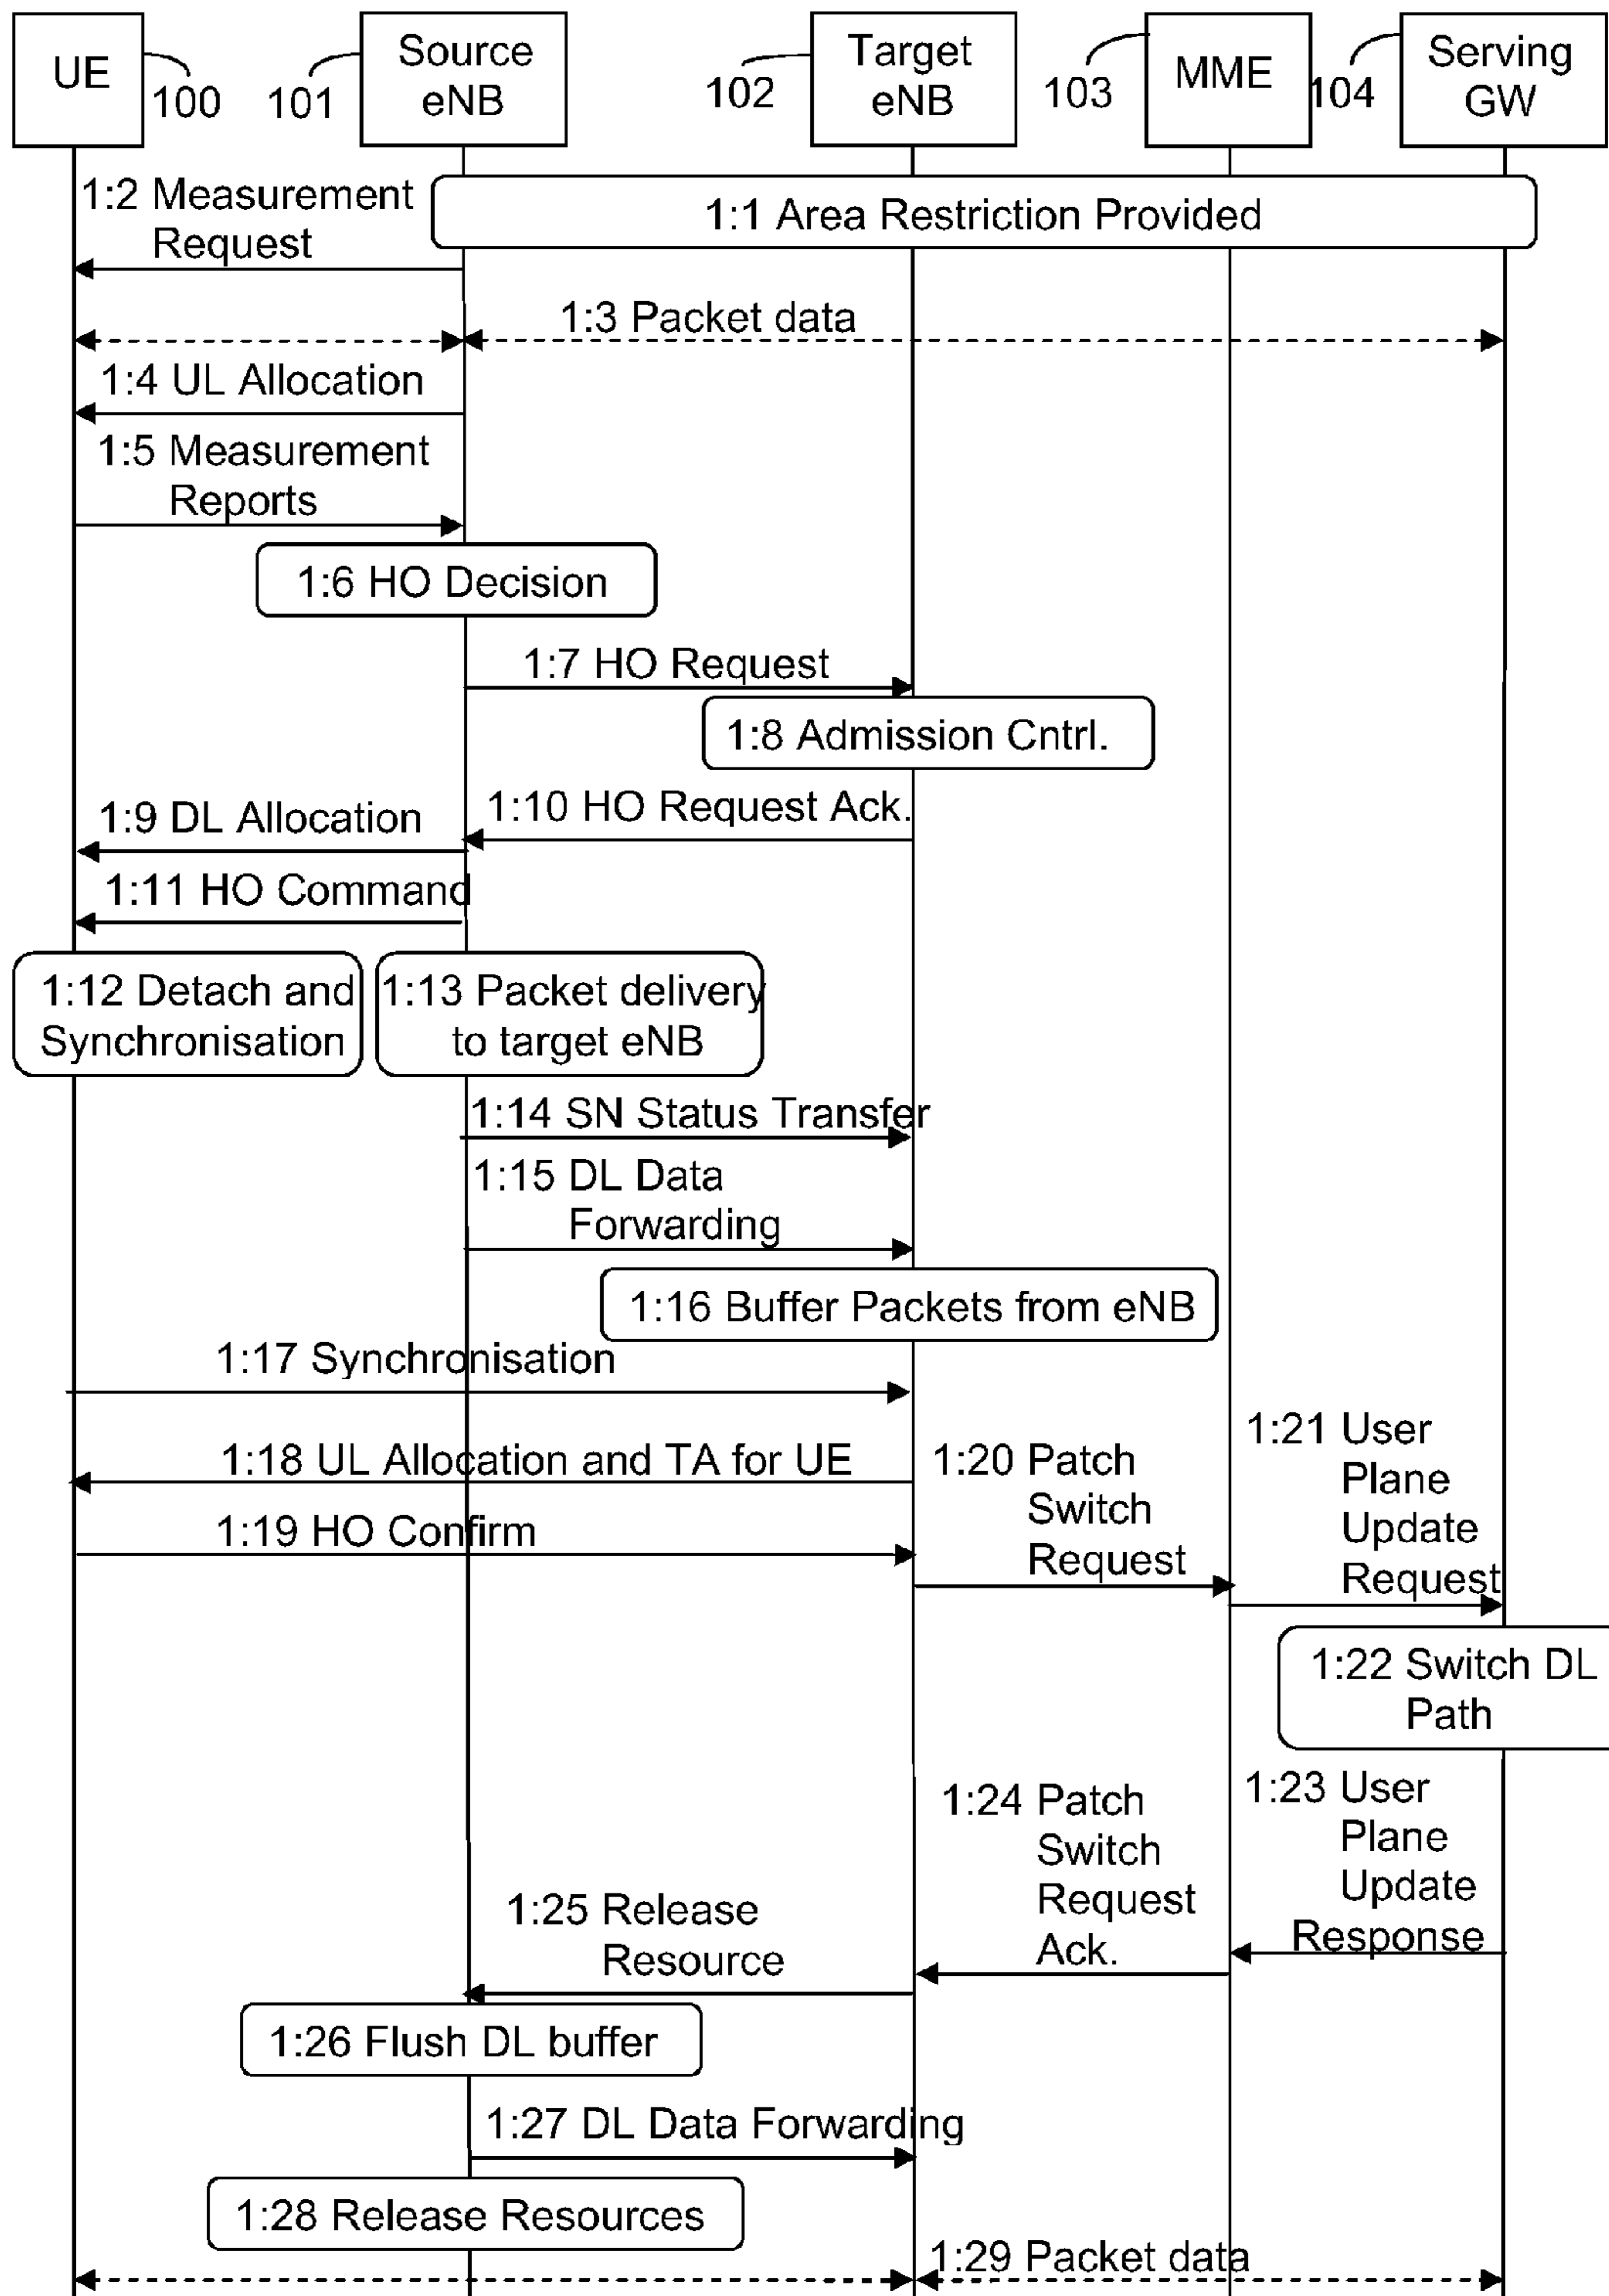 UE
100
101
Source
eNB
102
Target
eNB
103
MME
104
Serving
GW
1:1 Area Restriction Provided
1:2 Measurement
Request
1:3 Packet data
1:4 UL Allocation
1:5 Measurement
Reports
1:6 HO Decision
1:7 HO Request
1:8 Admission Cntrl.
1:9 DL Allocation
1:10 HO Request Ack.
1:11 HO Command
1:12 Detach and
Synchronisation
1:13 Packet delivery
to target eNB
1:14 SN Status Transfer
1:15 DL Data
Forwarding
1:16 Buffer Packets from eNB
1:17 Synchronisation
1:18 UL Allocation and TA for UE
1:19 HO Confirm
1:20 Patch
Switch
Request
1:21 User
Plane
Update
Request
1:22 Switch DL
Path
1:23 User
Plane
Update
Response
1:24 Patch
Switch
Request
Ack.
1:25 Release
Resource
1:26 Flush DL buffer
1:27 DL Data Forwarding
1:28 Release Resources
1:29 Packet data